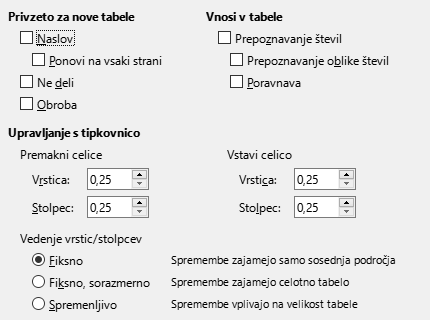 Privzeto za nove tabele
Naslov
Ponovi na vsaki strani
Ne deli
Obroba
Vnosi v tabele
Prepoznavanje števil
Prepoznavanje oblike števil
Poravnava
Upravljanje s tipkovnico
Premakni celice
Vrstica: 0,25
Stolpec: 0,25
Vstavi celico
Vrstica: 0,25
Stolpec: 0,25
Vedenje vrstic/stolpcev
Fiksno Spremembe zajamejo samo sosednja področja
Fiksno, sorazmerno Spremembe zajamejo celotno tabelo
Spremenljivo Spremembe vplivajo na velikost tabele